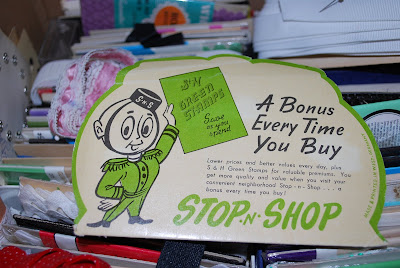 S&H
GREEN
STAMPS
Save
as you
spend
S&H
A Bonus
Every Time
You Buy
Lower prices and better values every day, plus
S & H Green Stamps for valuable premiums. You
get more quality and value when you visit your
convenient neighborhood Stop - n - Shop . . . a
bonus every time you buy!
STOP-N-SHOP